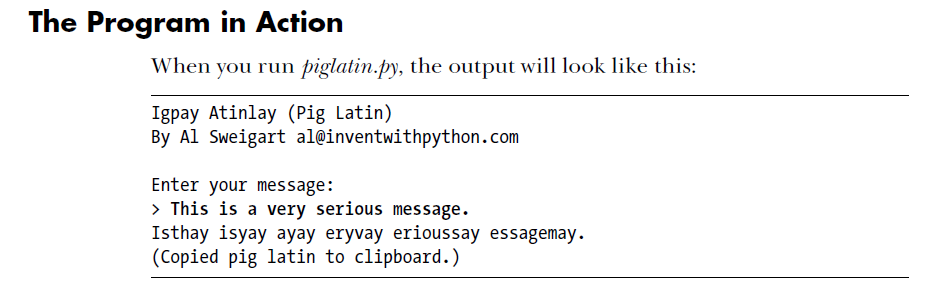 The Program in Action
When you run piglatin.py, the output will look like this:
Igpay Atinlay (Pig Latin)
By Al Sweigart al@inventwithpython.com
Enter your message:
> This is a very serious message.
Isthay isyay ayay eryvay erioussay essagemay.
(Copied pig latin to clipboard.)